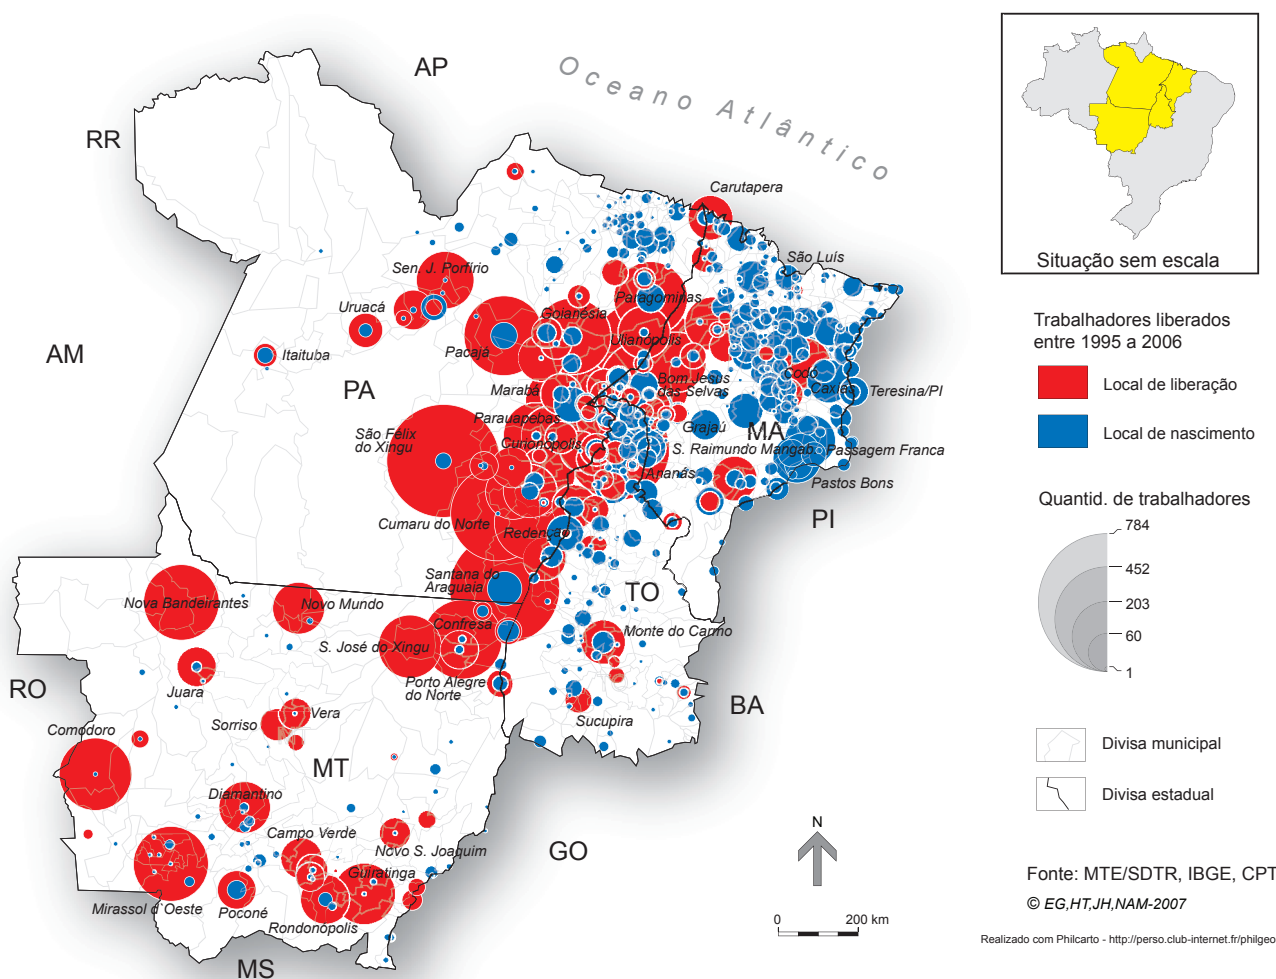 AP
Oceano Atlântico
RR
Carutapera
São Luís
Sen. J. Porfírio
Uruacá
Paragominas
Goianésia
Ulianópolis
Itaituba
Pacajá
AM
PA
Marabá
Bom Jesus
das Selvas
Codó
Caxias
Teresina/PI
Parauapebas
Grajaú
MA
São Felix
do Xingu
Curionópolis
S. Raimundo Mangab.
Passagem Franca
Ananás
Pastos Bons
Cumaru do Norte
Redenção
PI
Santana do
Araguaia
TO
Nova Bandeirantes
Novo Mundo
Confresa
Monte do Carmo
S. José do Xingu
RO
Juara
Porto Alegre
do Norte
BA
Sorriso
Vera
Sucupira
Comodoro
MT
Diamantino
Campo Verde
Novo S. Joaquim
GO
Guiratinga
Mirassol d`Oeste
Poconé
Rondonópolis
MS
N
0
200 km
Situação sem escala
Trabalhadores liberados
entre 1995 a 2006
Local de liberação
Local de nascimento
Quantid. de trabalhadores
784
452
203
60
1
Divisa municipal
Divisa estadual
Fonte: MTE/SDTR, IBGE, CPT
© EG,HT,JH,NAM-2007
Realizado com Philcarto - http://perso.club-internet.fr/philgeo